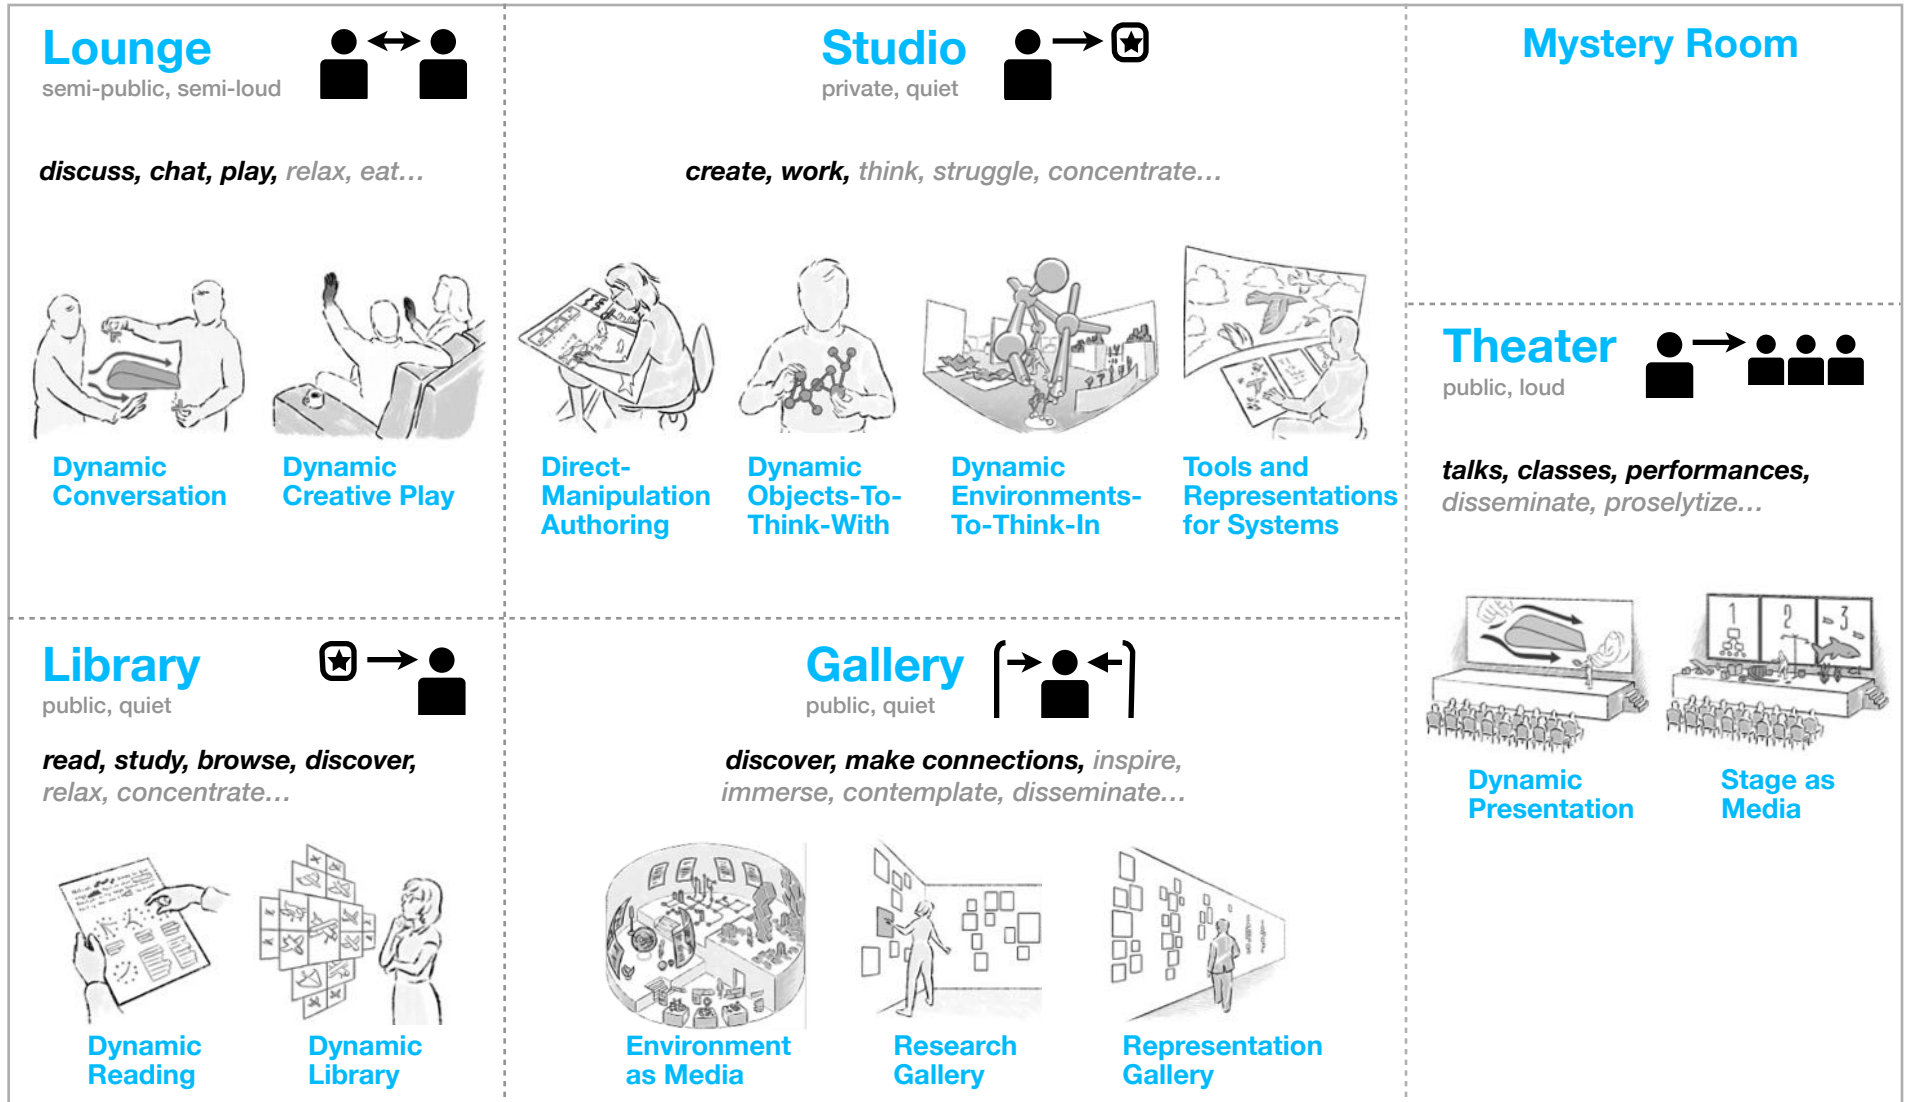 Lounge
semi-public, semi-loud
discuss, chat, play, relax, eat…
Dynamic
Conversation
Dynamic
Creative Play
Studio
private, quiet
create, work, think, struggle, concentrate…
Direct-
Manipulation
Authoring
Dynamic
Objects-To-
Think-With
Dynamic
Environments-
To-Think-In
Tools and
Representations
for Systems
Mystery Room
Theater
public, loud
talks, classes, performances,
disseminate, proselytize…
1 2 3
Dynamic
Presentation
Stage as
Media
Library
public, quiet
read, study, browse, discover,
relax, concentrate…
Dynamic
Reading
Dynamic
Library
Gallery
public, quiet
discover, make connections, inspire,
immerse, contemplate, disseminate…
Environment
as Media
Research
Gallery
Representation
Gallery